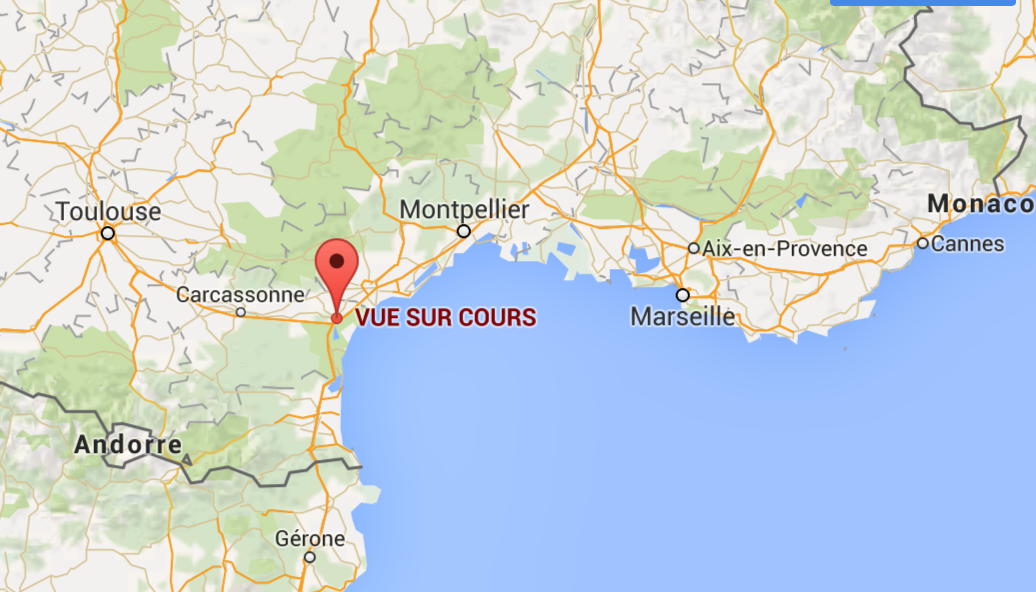 Monaco
Toulouse
Montpellier
Aix-en-Provence
Cannes
Carcassonne
VUE SUR COURS
Marseille
Andorre
Gérone